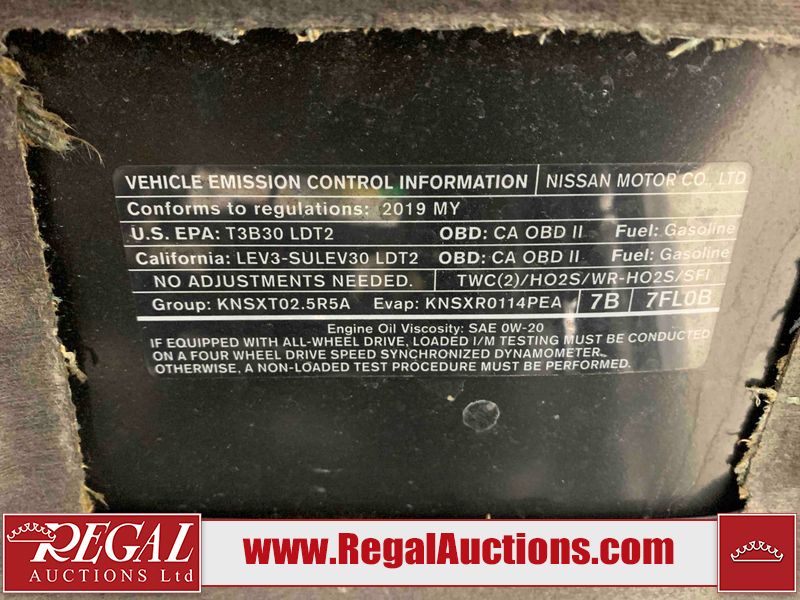 VEHICLE EMISSION CONTROL INFORMATION NISSAN MOTOR CO., LTD
Conforms to regulations: 2019 MY
U.S. EPA: T3B30 LDT2 OBD: CA OBD II Fuel: Gasoline
California: LEV3-SULEV30 LDT2 OBD: CA OBD II Fuel: Gasoline
NO ADJUSTMENTS NEEDED. TWC(2)/HO2S/WR-HO2S/SFI
Group: KNSXT02.5R5A Evap: KNSXR0114PEA 7B 7FL0B
Engine Oil Viscosity: SAE 0W-20
IF EQUIPPED WITH ALL-WHEEL DRIVE, LOADED I/M TESTING MUST BE CONDUCTED
ON A FOUR WHEEL DRIVE SPEED SYNCHRONIZED DYNAMOMETER.
OTHERWISE, A NON-LOADED TEST PROCEDURE MUST BE PERFORMED.
REGAL
AUCTIONS Ltd
www.RegalAuctions.com